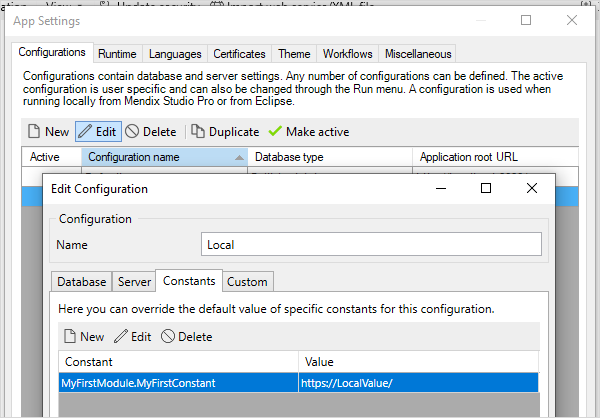 App Settings
Configurations Runtime Languages Certificates Theme Workflows Miscellaneous
Configurations contain database and server settings. Any number of configurations can be defined. The active
configuration is user specific and can also be changed through the Run menu. A configuration is used when
running locally from Mendix Studio Pro or from Eclipse.
New Edit Delete Duplicate Make active
Active Configuration name Database type Application root URL
Edit Configuration
Configuration
Name Local
Database Server Constants Custom
Here you can override the default value of specific constants for this configuration.
New Edit Delete
Constant Value
MyFirstModule.MyFirstConstant https://LocalValue/